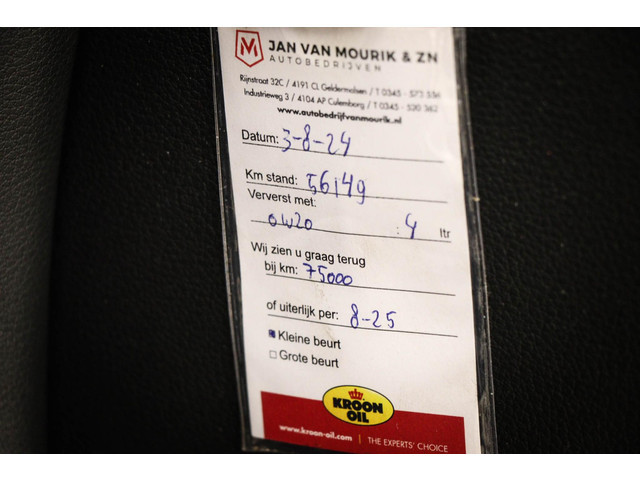 JAN VAN MOURIK & ZN
AUTOBEDRIJVEN
Rijnstraat 32C / 4191 CL Geldermalsen / T 0345 - 573 536
Industrieweg 3 / 4104 AP Culemborg / T 0345 - 530 362
www.autobedrijfvanmourik.nl
Datum: 3-8-24
Km stand: 56149
Ververst met:
0W20 : 4 ltr
Wij zien u graag terug
bij km: 75000
of uiterlijk per: 8-25
Kleine beurt
Grote beurt
KROON
OIL
www.kroon-oil.com | THE EXPERTS' CHOICE